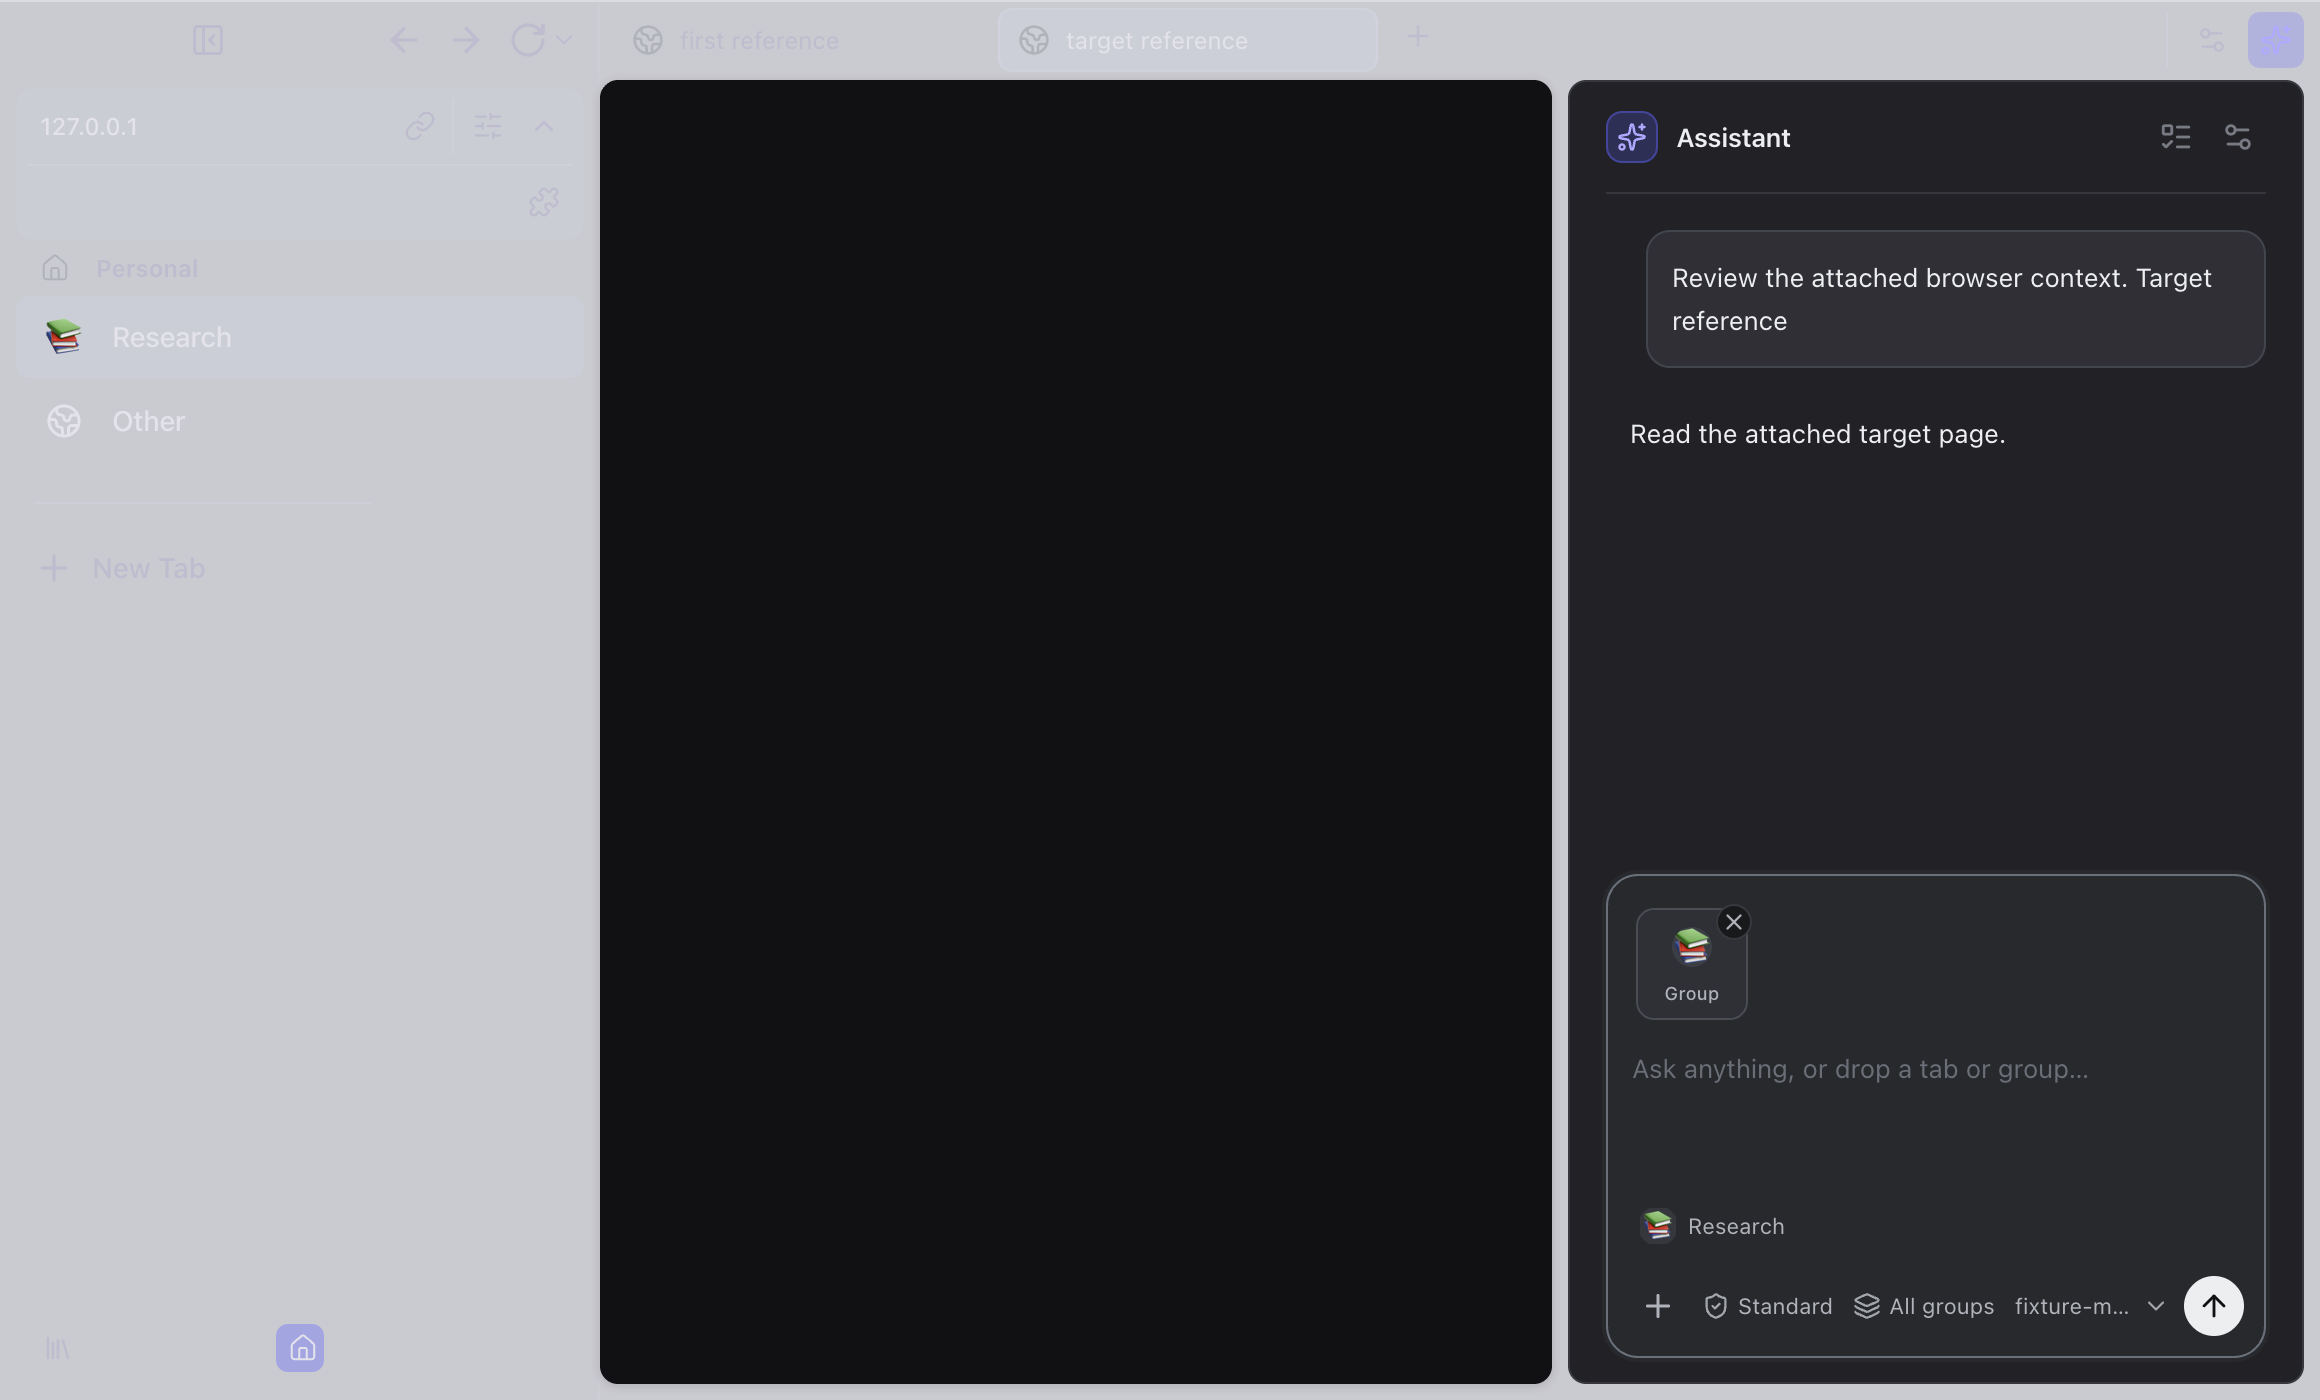 first reference
target reference
127.0.0.1
Personal
Research
Other
New Tab
Assistant
Review the attached browser context. Target
reference
Read the attached target page.
Group
Ask anything, or drop a tab or group...
Research
Standard
All groups
fixture-m...